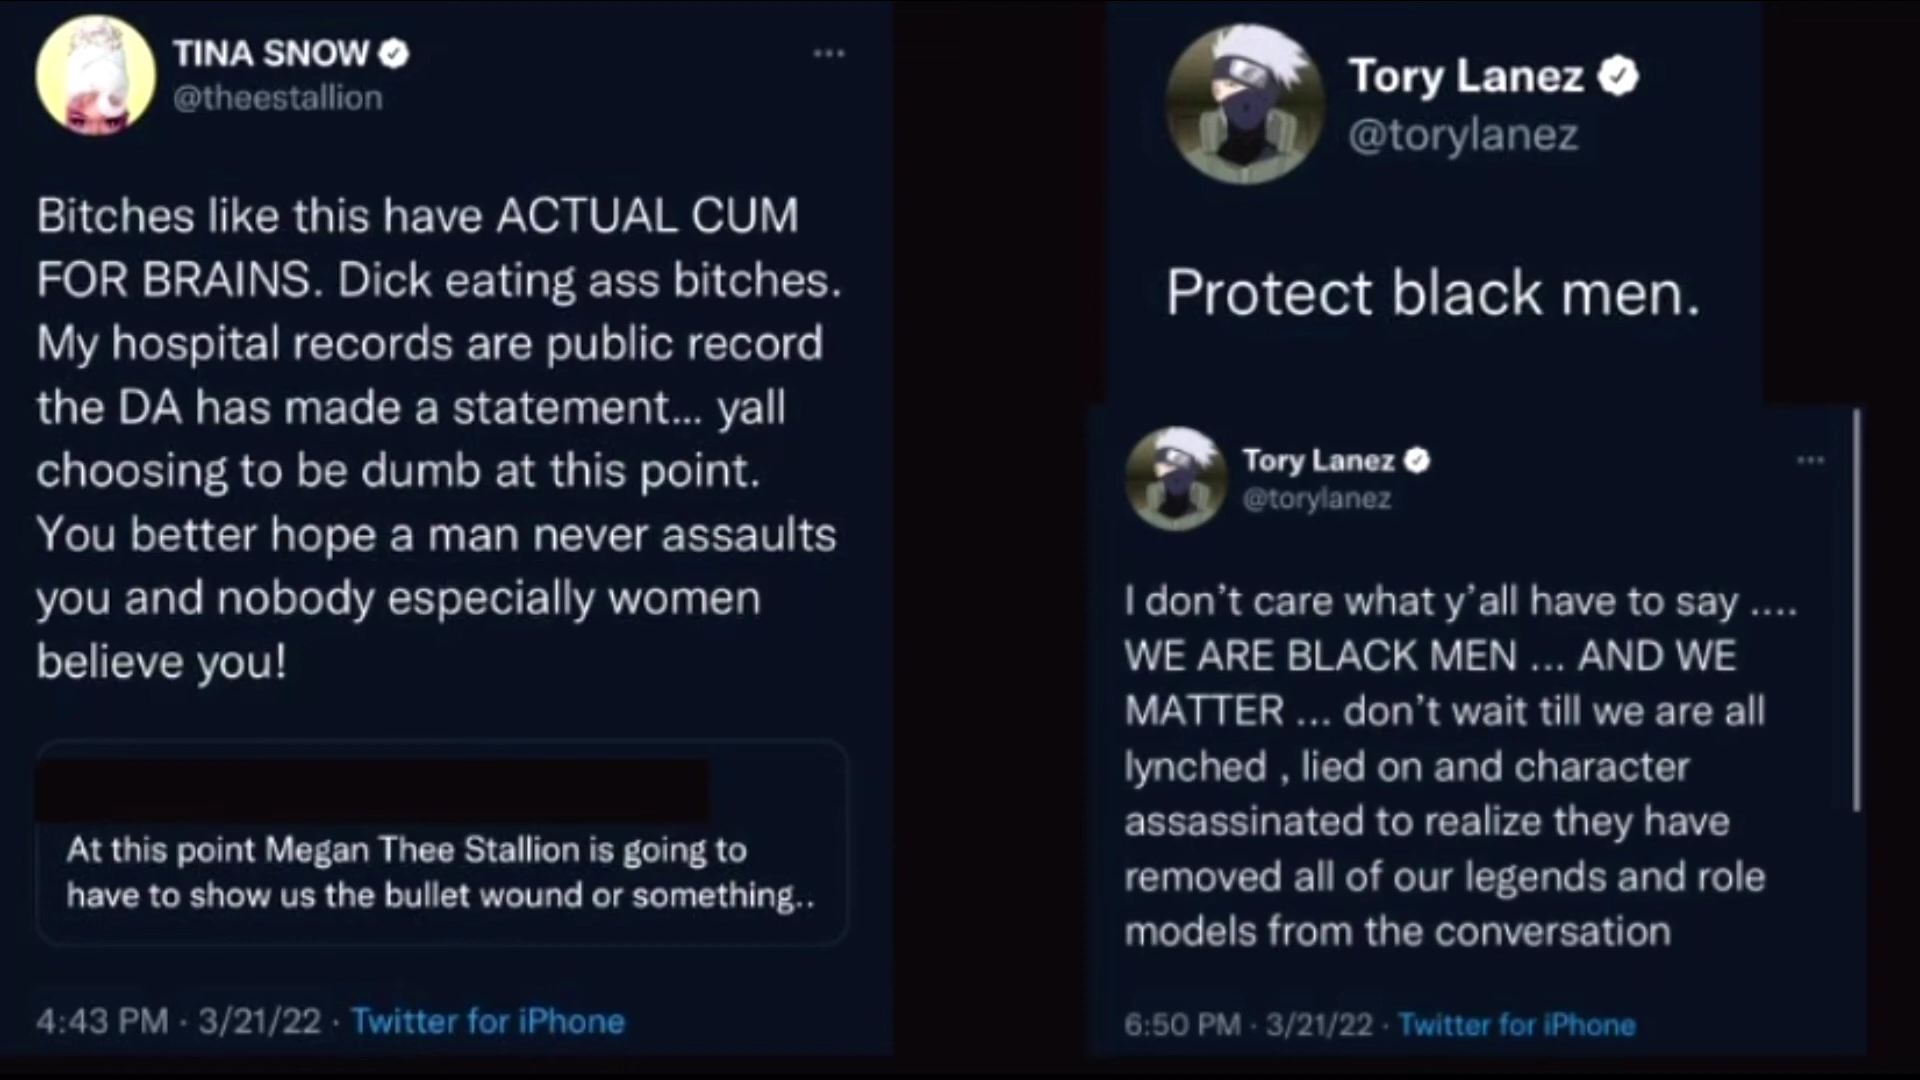 TINA SNOW
@theestallion
Bitches like this have ACTUAL CUM
FOR BRAINS. Dick eating ass bitches.
My hospital records are public record
the DA has made a statement... yall
choosing to be dumb at this point.
You better hope a man never assaults
you and nobody especially women
believe you!
At this point Megan Thee Stallion is going to
have to show us the bullet wound or something..
4:43 PM · 3/21/22 · Twitter for iPhone
Tory Lanez
@torylanez
Protect black men.
Tory Lanez
@torylanez
I don’t care what y’all have to say ....
WE ARE BLACK MEN ... AND WE
MATTER ... don’t wait till we are all
lynched , lied on and character
assassinated to realize they have
removed all of our legends and role
models from the conversation
6:50 PM · 3/21/22 · Twitter for iPhone